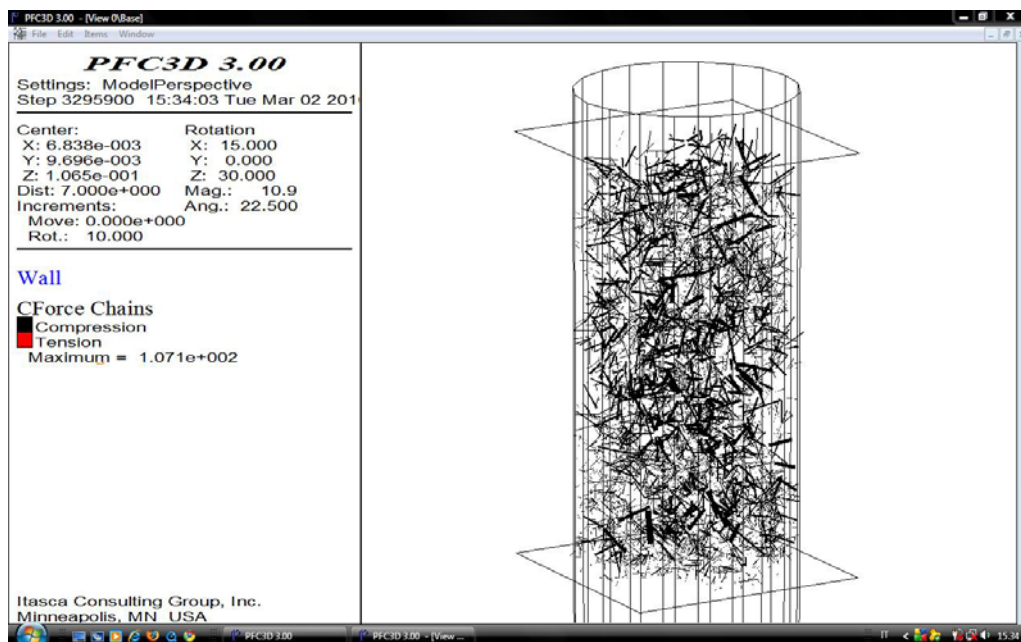 PFC3D 3.00 - [View 0\Base]
File Edit Items Window
PFC3D 3.00
Settings: ModelPerspective
Step 3295900 15:34:03 Tue Mar 02 201
Center: Rotation
X: 6.838e-003 X: 15.000
Y: 9.696e-003 Y: 0.000
Z: 1.065e-001 Z: 30.000
Dist: 7.000e+000 Mag.: 10.9
Increments: Ang.: 22.500
Move: 0.000e+000
Rot.: 10.000
Wall
CForce Chains
Compression
Tension
Maximum = 1.071e+002
Itasca Consulting Group, Inc.
Minneapolis, MN USA
PFC3D 3.00 PFC3D 3.00 - [View ... IT 15.34